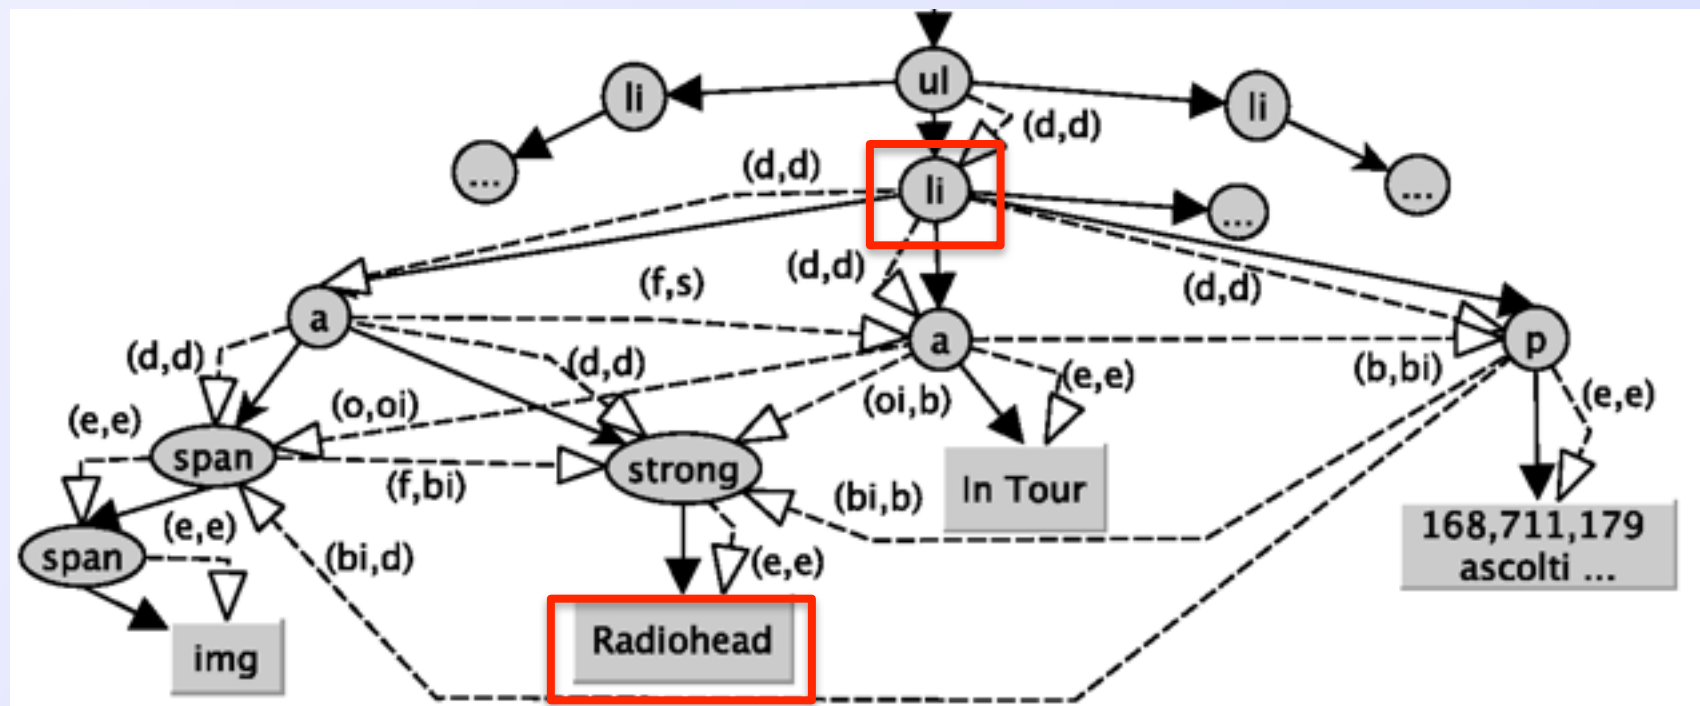 ul
li
li
(d,d)
(d,d)
...
li
...
...
(f,s)
(d,d)
(d,d)
a
a
p
(d,d)
(d,d)
(e,e)
(b,bi)
(o,oi)
(oi,b)
(e,e)
(e,e)
span
strong
(f,bi)
(bi,b)
In Tour
168,711,179
ascolti ...
(e,e)
span
(bi,d)
(e,e)
Radiohead
img